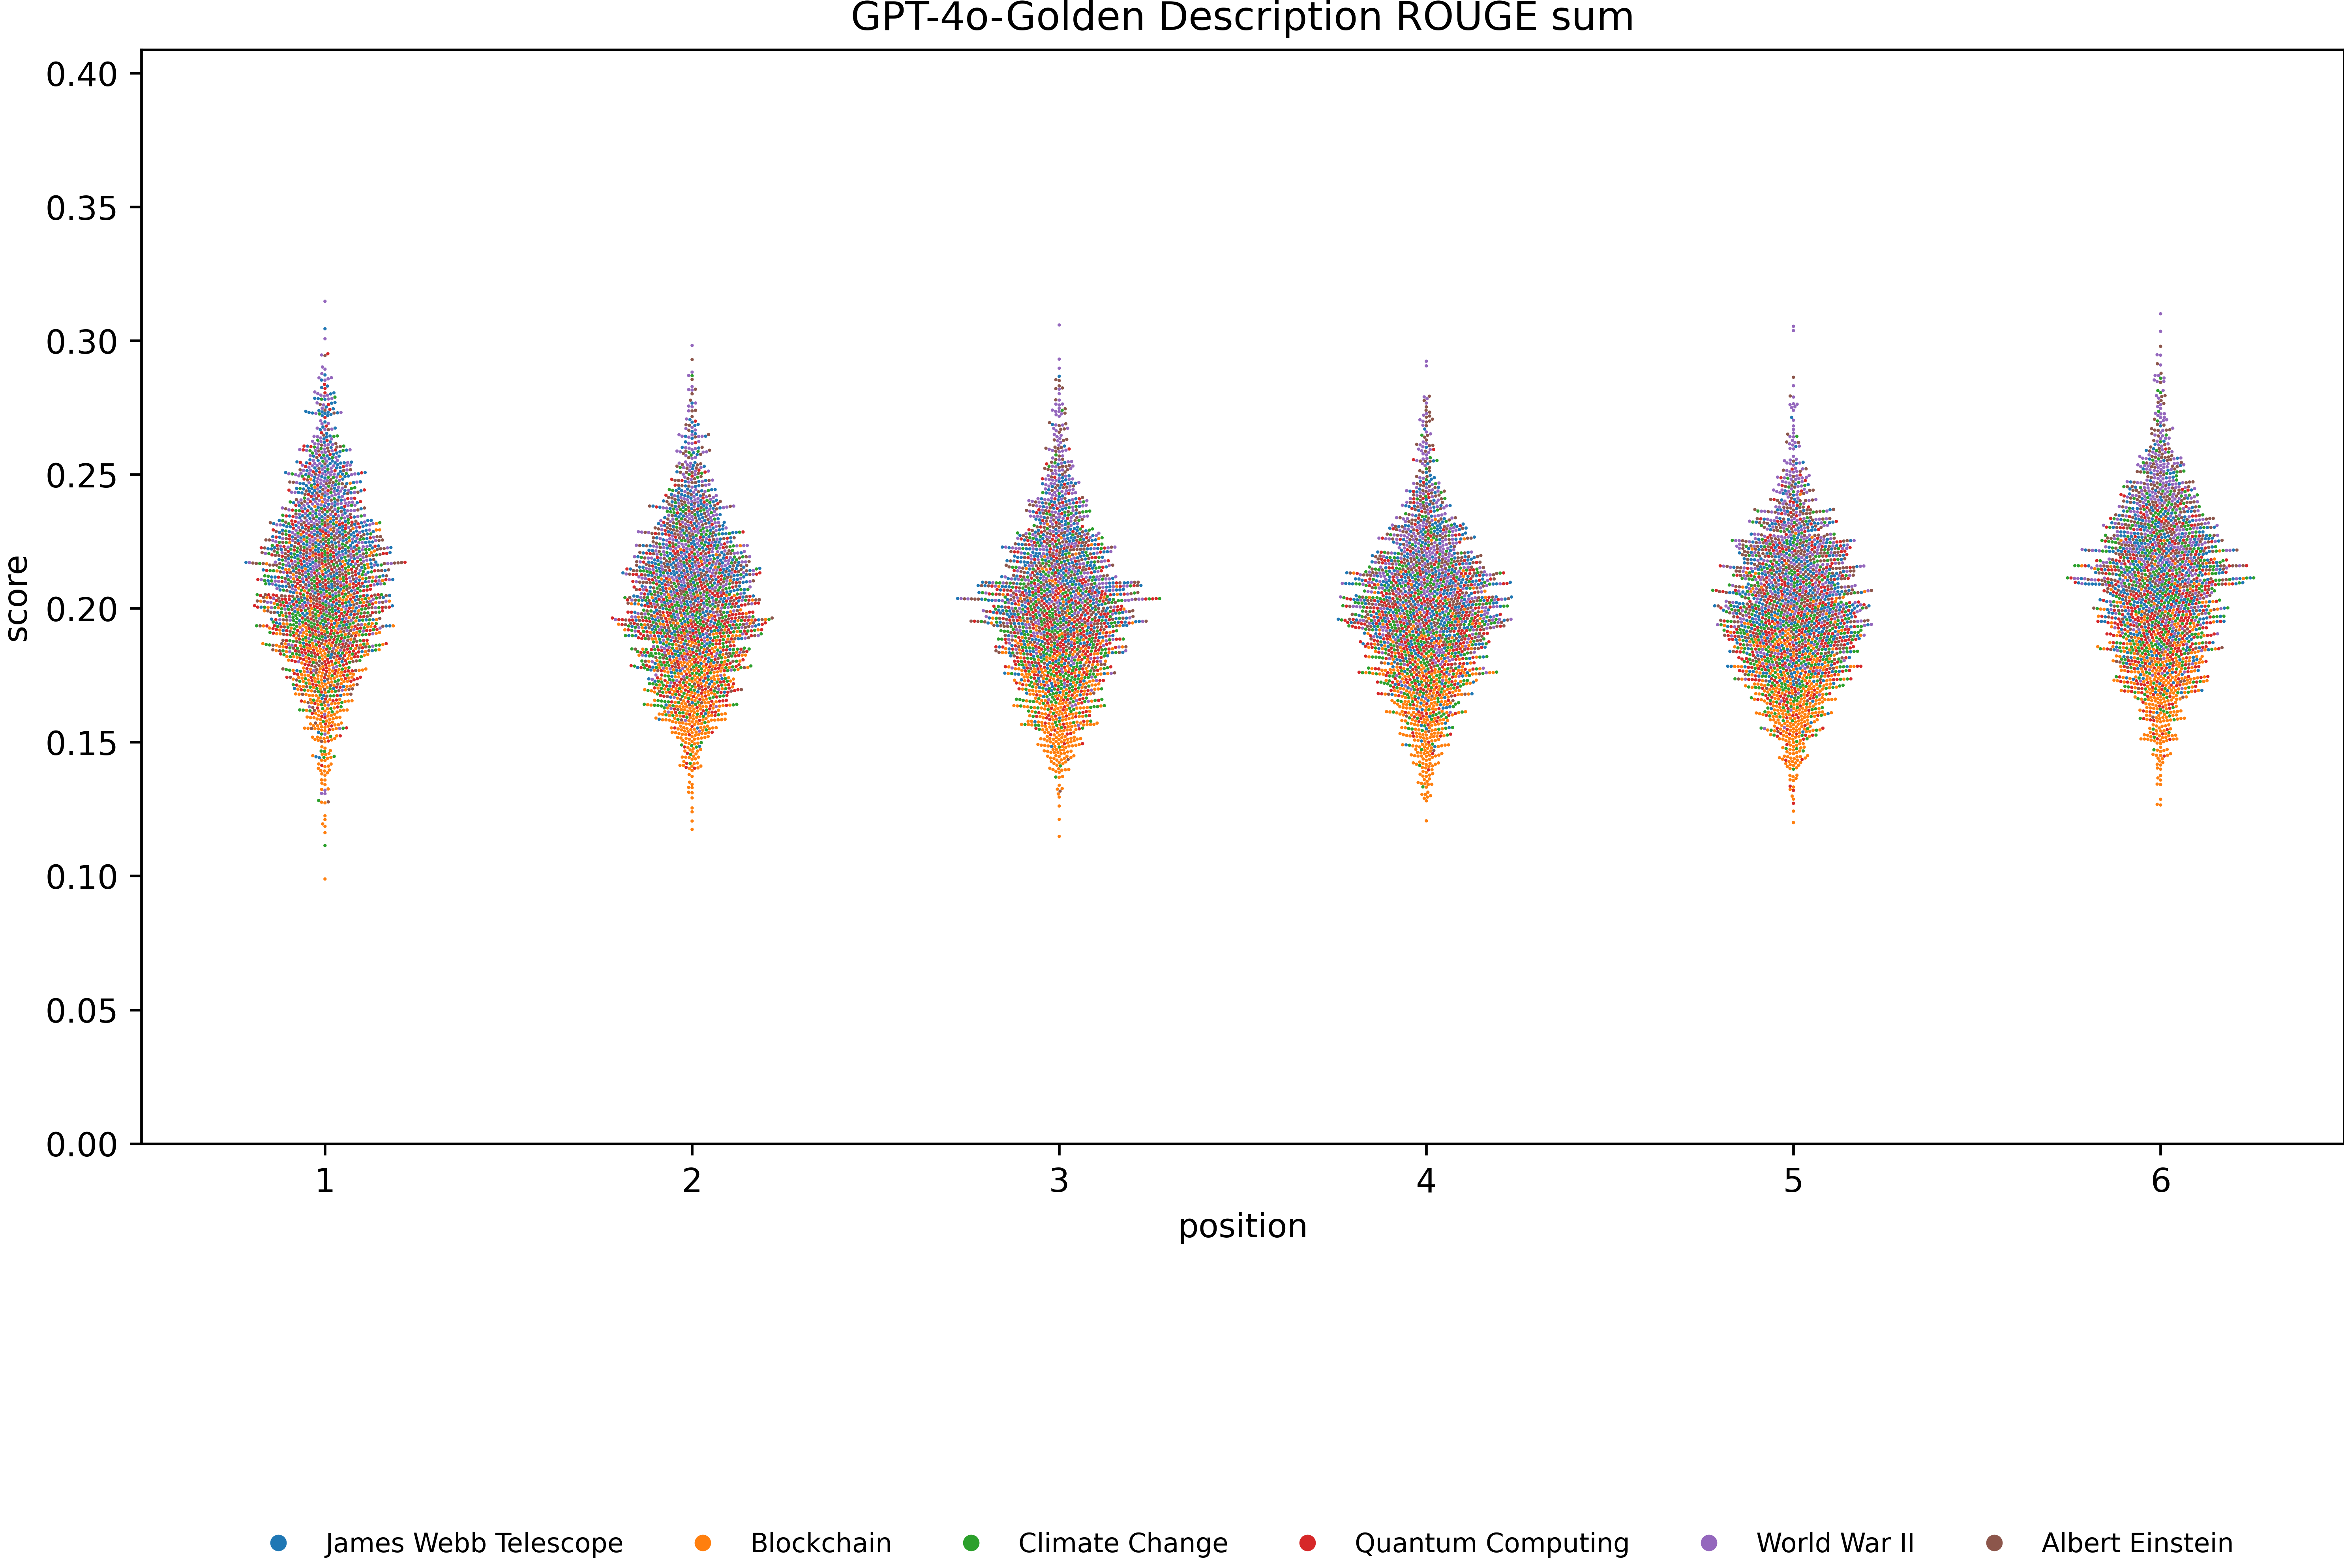 GPT-4o-Golden Description ROUGE sum
0.40
0.35
0.30
0.25
0.20
0.15
0.10
0.05
0.00
score
1 2 3 4 5 6
position
James Webb Telescope Blockchain Climate Change Quantum Computing World War II Albert Einstein